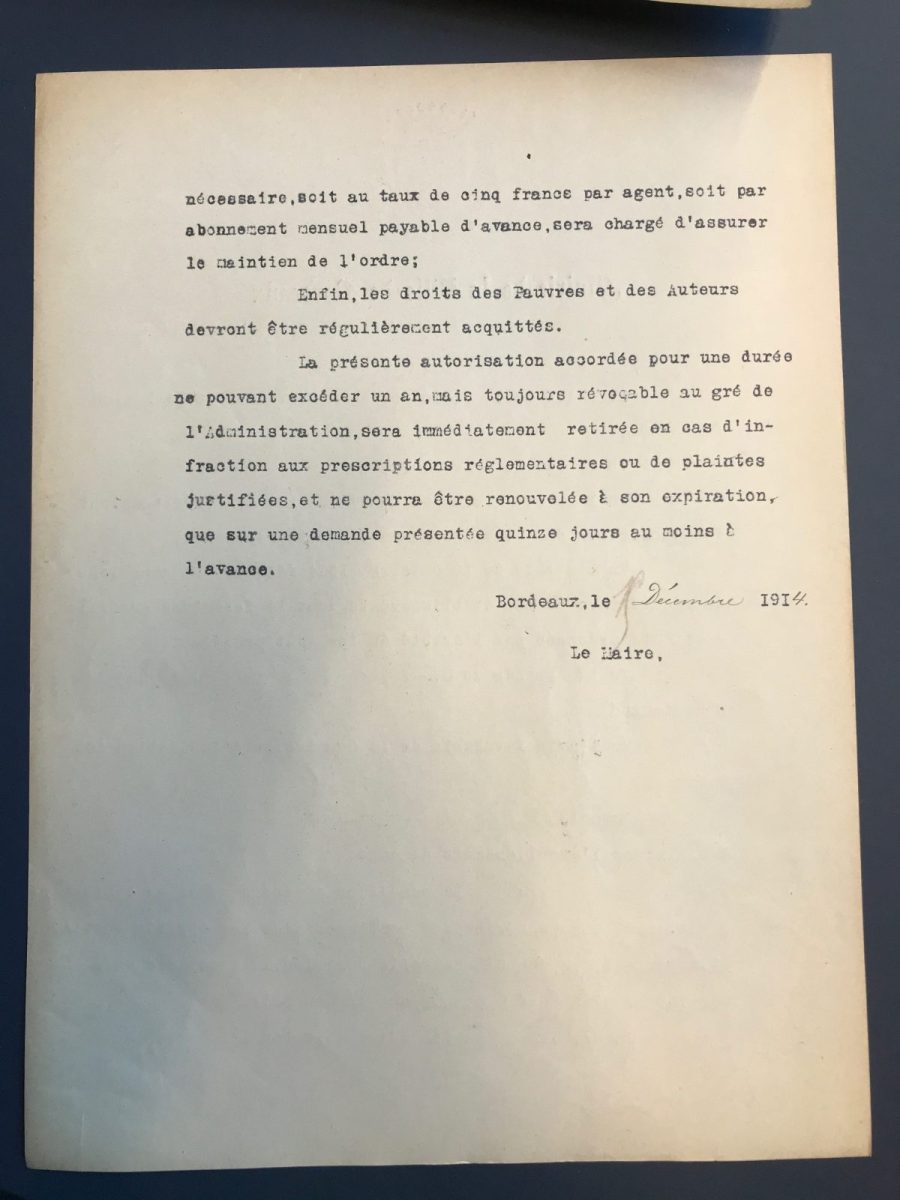 nécessaire,soit au taux de cinq francs par agent,soit par
abonnement mensuel payable d'avance,sera chargé d'assurer
le maintien de l'ordre;
Enfin,les droits des Pauvres et des Auteurs
devront être régulièrement acquittés.
La présente autorisation accordée pour une durée
ne pouvant excéder un an,mais toujours révocable au gré de
l'Administration,sera immédiatement retirée en cas d'in-
fraction aux prescriptions réglementaires ou de plaintes
justifiées,et ne pourra être renouvelée à son expiration,
que sur une demande présentée quinze jours au moins à
l'avance.
Bordeaux,le Décembre 1914.
Le Maire,